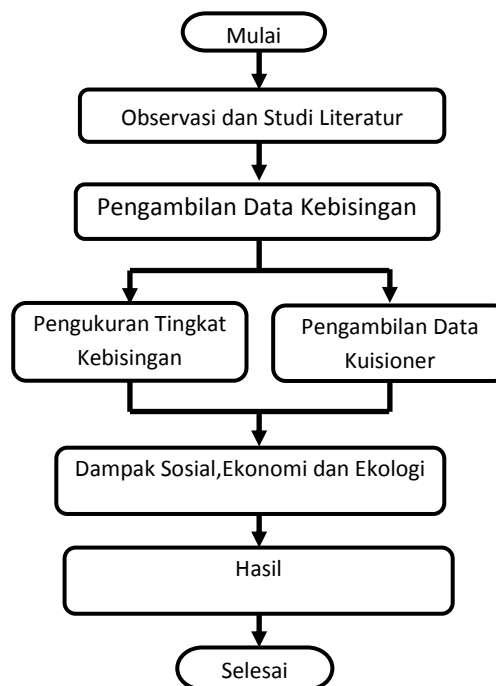 Mulai
Observasi dan Studi Literatur
Pengambilan Data Kebisingan
Pengukuran Tingkat
Kebisingan
Pengambilan Data
Kuisioner
Dampak Sosial,Ekonomi dan Ekologi
Hasil
Selesai